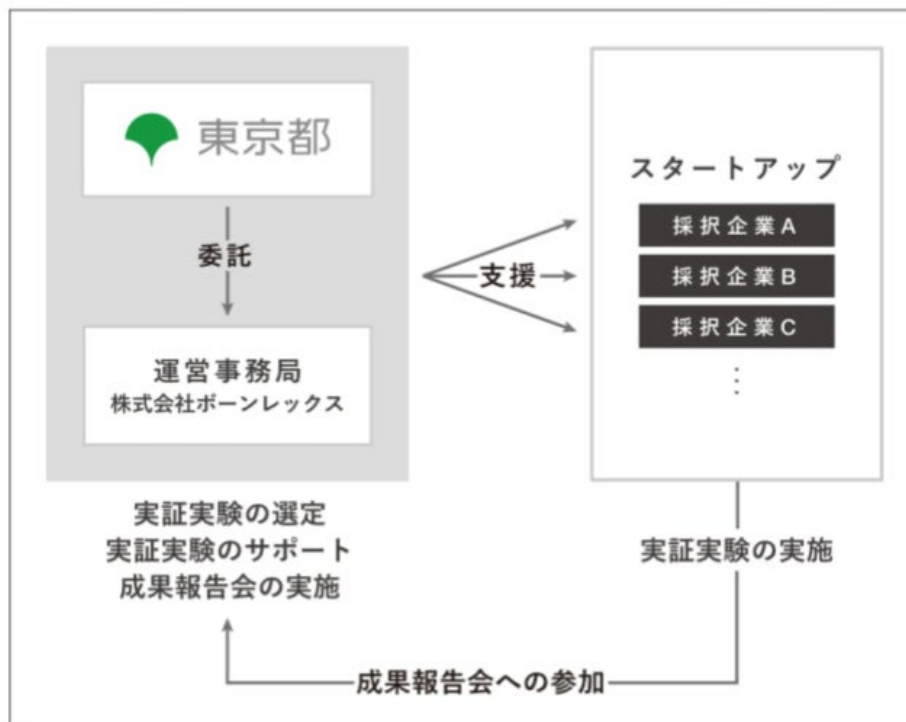 東京都
委託
運営事務局
株式会社ボーンレックス
実証実験の選定
実証実験のサポート
成果報告会の実施
支援
スタートアップ
採択企業A
採択企業B
採択企業C
⋮
実証実験の実施
成果報告会への参加